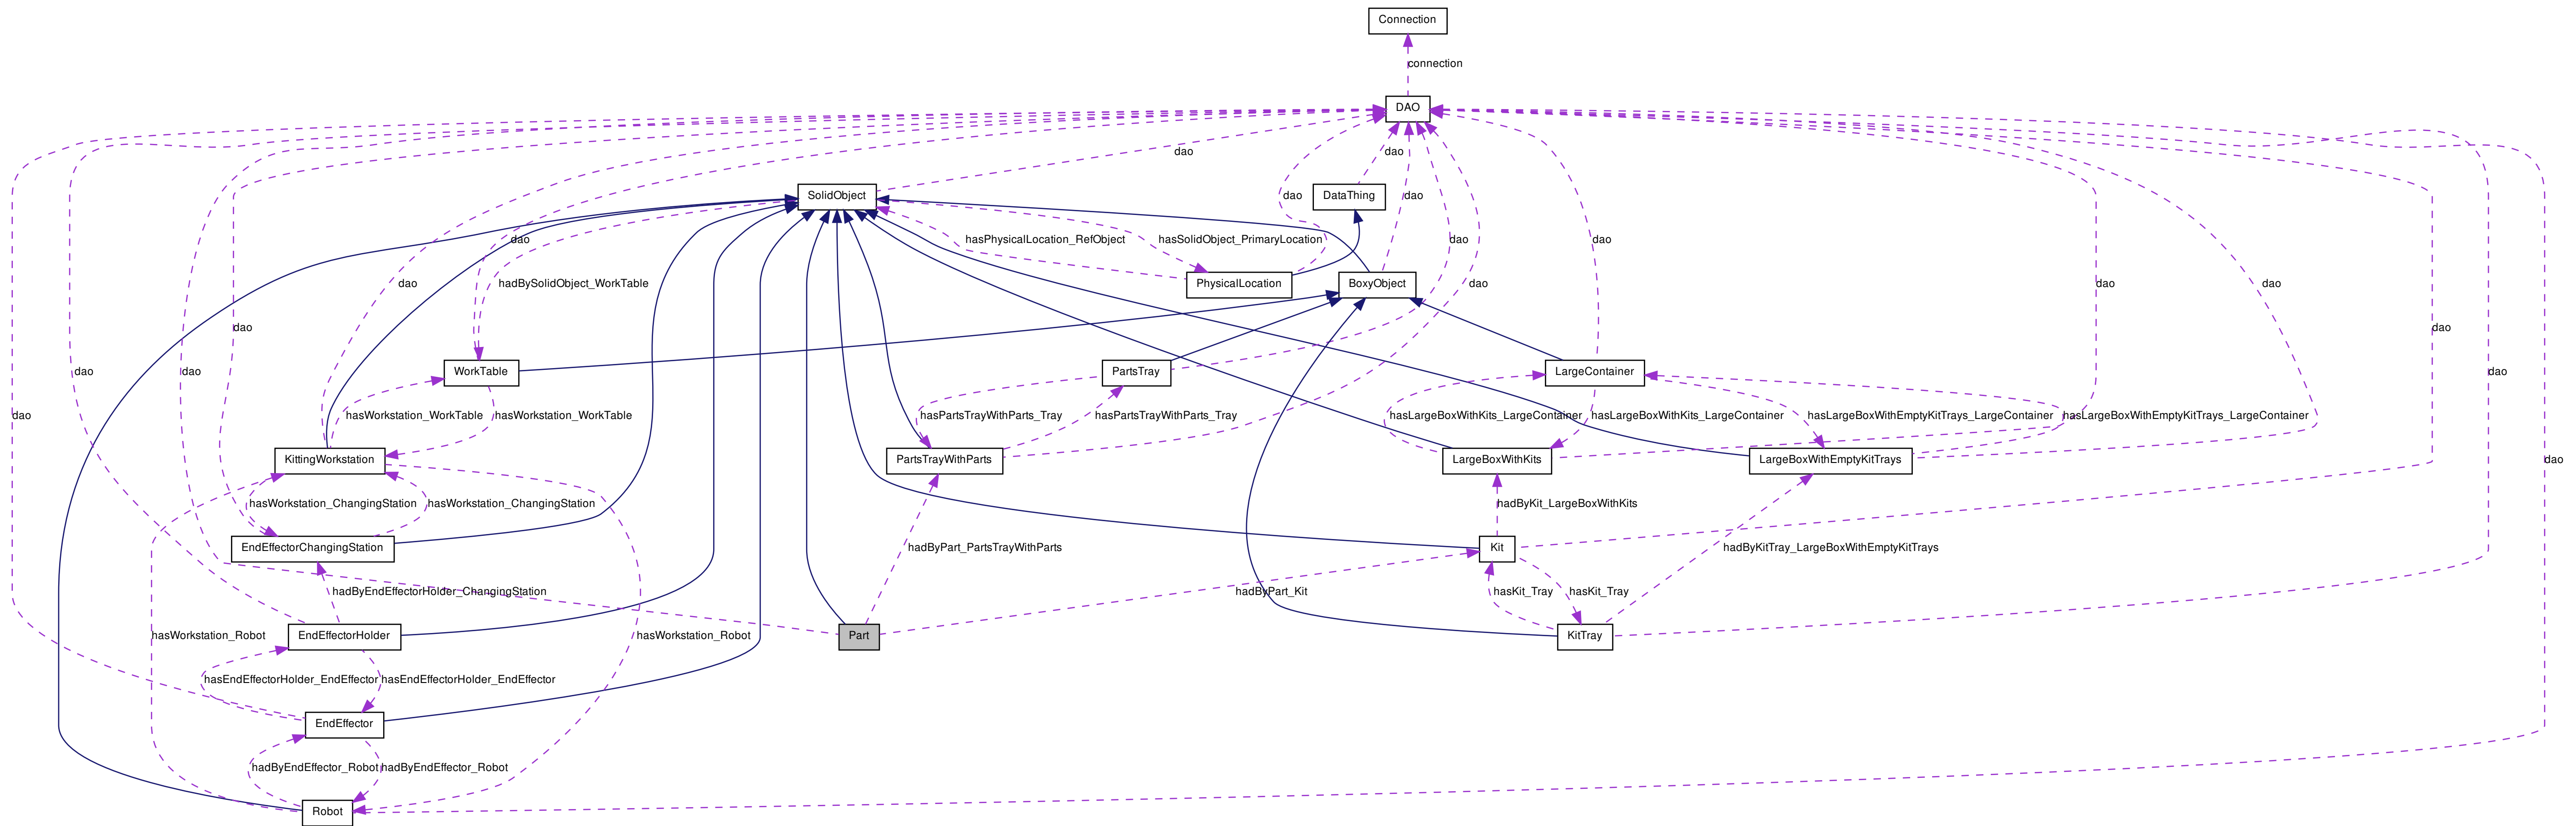 Connection
connection
DAO
dao
dao
SolidObject
DataThing
dao
dao
dao
hasPhysicalLocation_RefObject
hasSolidObject_PrimaryLocation
dao
dao
dao
hadBySolidObject_WorkTable
PhysicalLocation
BoxyObject
dao
dao
dao
dao
dao
dao
dao
WorkTable
PartsTray
LargeContainer
dao
dao
hasWorkstation_WorkTable
hasWorkstation_WorkTable
hasPartsTrayWithParts_Tray
hasPartsTrayWithParts_Tray
hasLargeBoxWithKits_LargeContainer
hasLargeBoxWithKits_LargeContainer
hasLargeBoxWithEmptyKitTrays_LargeContainer
hasLargeBoxWithEmptyKitTrays_LargeContainer
KittingWorkstation
PartsTrayWithParts
LargeBoxWithKits
LargeBoxWithEmptyKitTrays
dao
hasWorkstation_ChangingStation
hasWorkstation_ChangingStation
hadByKit_LargeBoxWithKits
EndEffectorChangingStation
hadByPart_PartsTrayWithParts
Kit
hadByKitTray_LargeBoxWithEmptyKitTrays
hadByEndEffectorHolder_ChangingStation
hadByPart_Kit
hasKit_Tray
hasKit_Tray
hasWorkstation_Robot
EndEffectorHolder
hasWorkstation_Robot
Part
KitTray
hasEndEffectorHolder_EndEffector
hasEndEffectorHolder_EndEffector
EndEffector
hadByEndEffector_Robot
hadByEndEffector_Robot
Robot